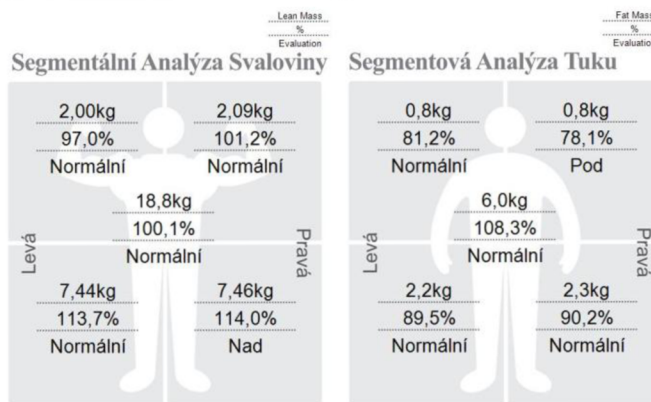 Lean Mass
%
Evaluation
Segmentální Analýza Svaloviny
2,00kg 2,09kg
97,0% 101,2%
Normální Normální
18,8kg
100,1%
Normální
Levá
Pravá
7,44kg 7,46kg
113,7% 114,0%
Normální Nad
Fat Mass
%
Evaluation
Segmentová Analýza Tuku
0,8kg 0,8kg
81,2% 78,1%
Normální Pod
6,0kg
108,3%
Normální
Levá
Pravá
2,2kg 2,3kg
89,5% 90,2%
Normální Normální